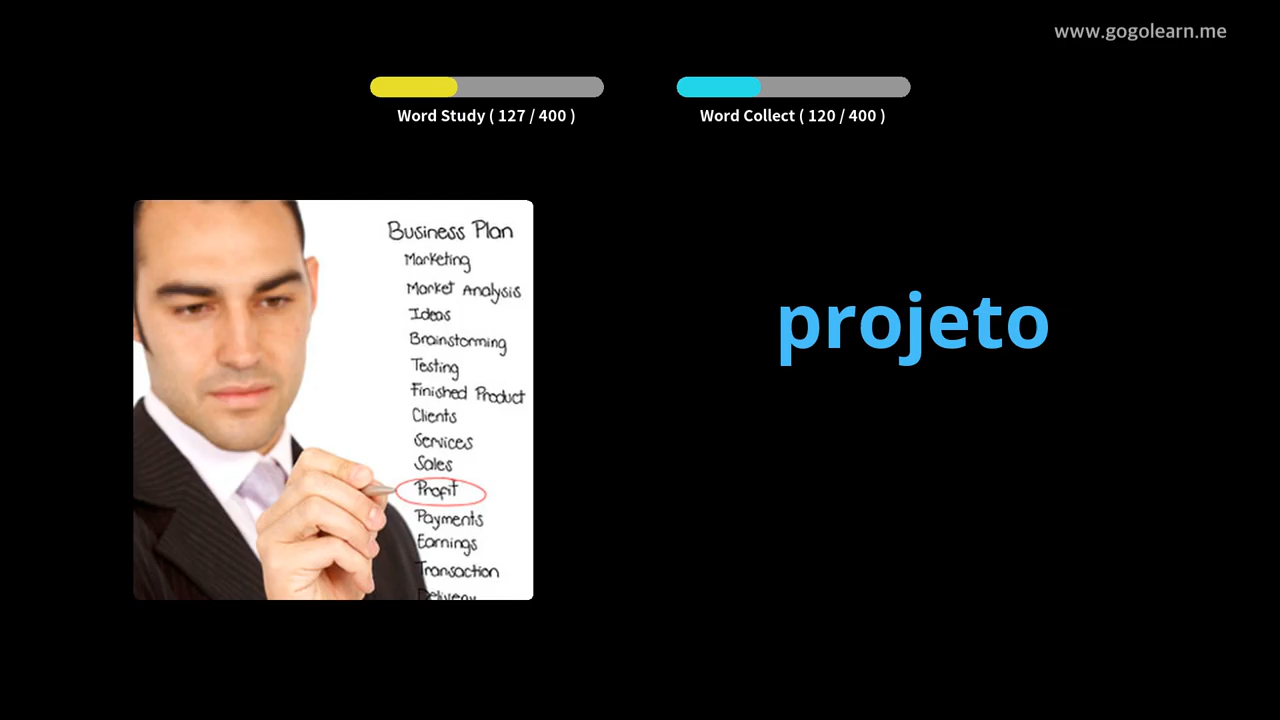 www.gogolearn.me
Word Study ( 127 / 400 )
Word Collect ( 120 / 400 )
Business Plan
Marketing
Market Analysis
Ideas
Brainstorming
Testing
Finished Product
Clients
Services
Sales
Profit
Payments
Earnings
Transaction
Delivery
projeto